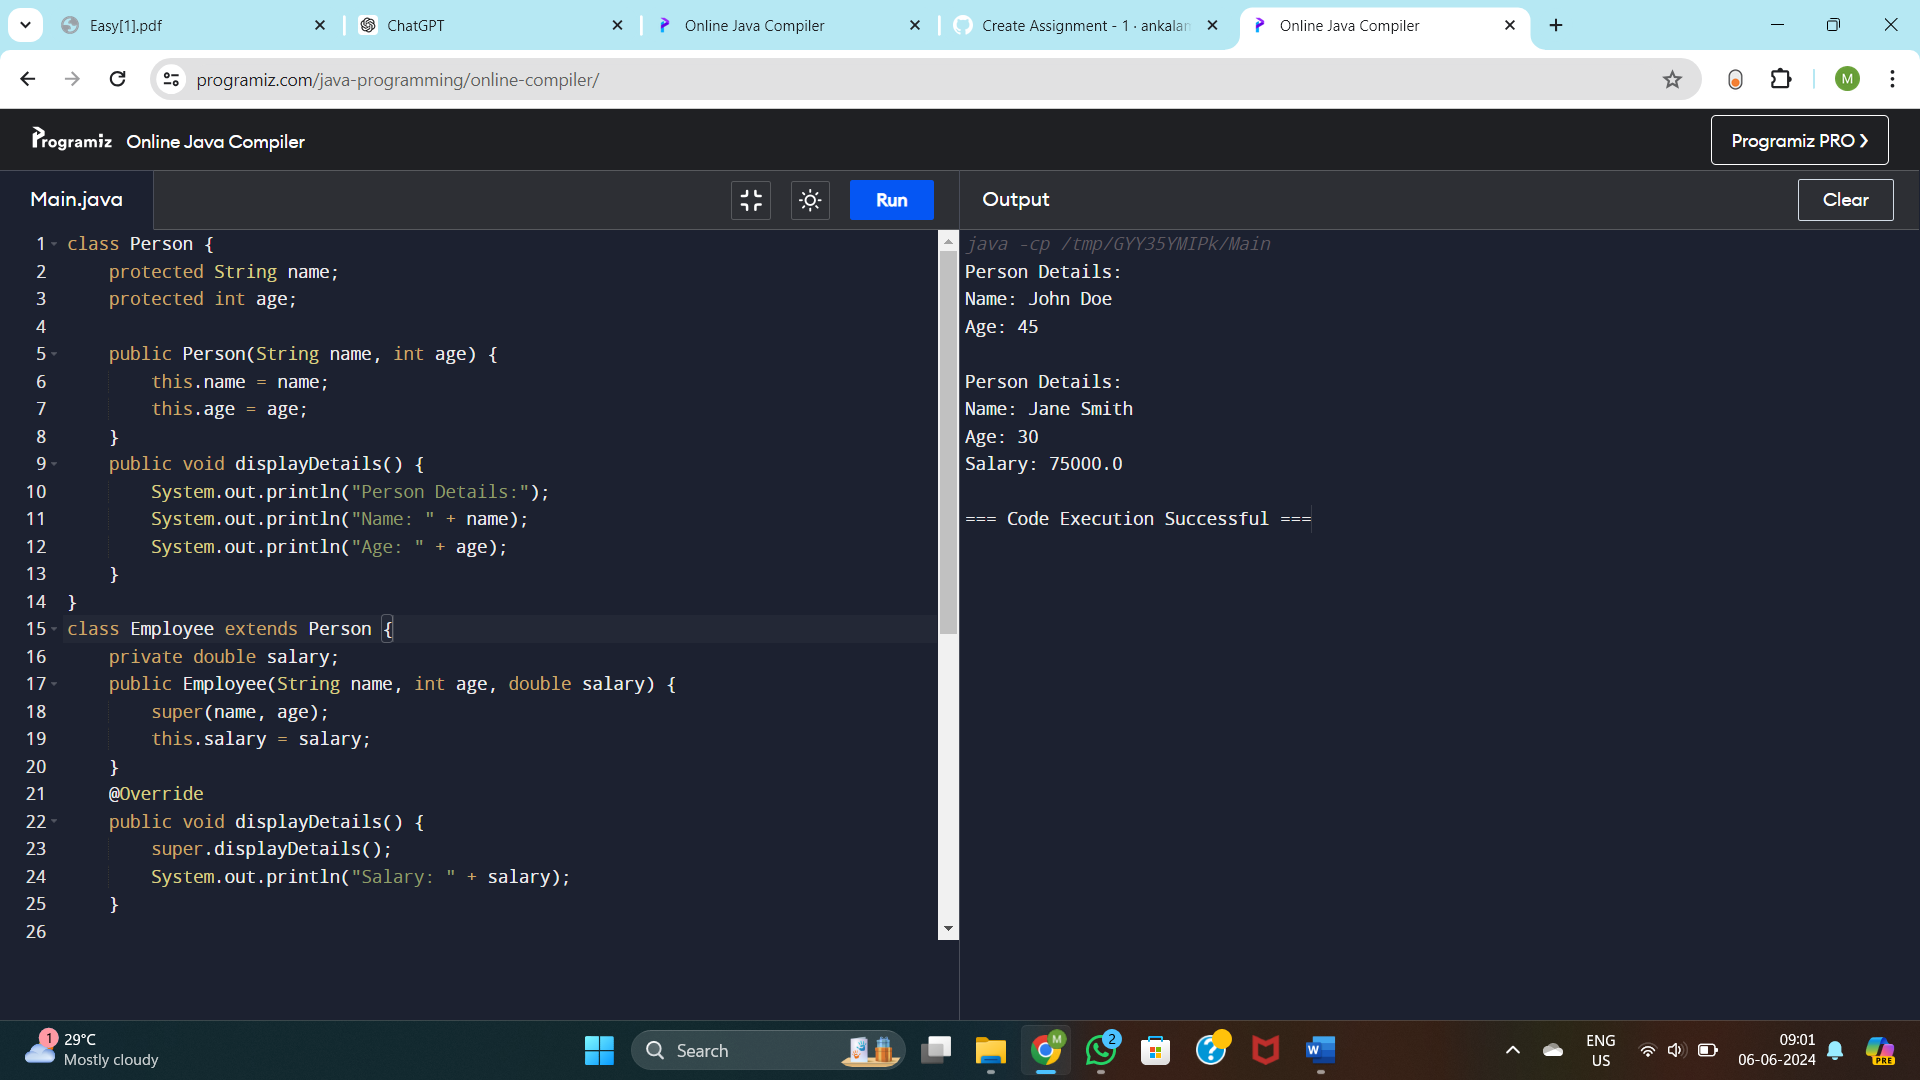 Easy[1].pdf
ChatGPT
Online Java Compiler
Create Assignment - 1 · ankalan
Online Java Compiler
programiz.com/java-programming/online-compiler/
M
Programiz Online Java Compiler
Programiz PRO
Main.java
Run
Output
Clear
1 class Person {
2 protected String name;
3 protected int age;
4
5 public Person(String name, int age) {
6 this.name = name;
7 this.age = age;
8 }
9 public void displayDetails() {
10 System.out.println("Person Details:");
11 System.out.println("Name: " + name);
12 System.out.println("Age: " + age);
13 }
14 }
15 class Employee extends Person {
16 private double salary;
17 public Employee(String name, int age, double salary) {
18 super(name, age);
19 this.salary = salary;
20 }
21 @Override
22 public void displayDetails() {
23 super.displayDetails();
24 System.out.println("Salary: " + salary);
25 }
26
java -cp /tmp/GYY35YMIPk/Main
Person Details:
Name: John Doe
Age: 45
Person Details:
Name: Jane Smith
Age: 30
Salary: 75000.0
=== Code Execution Successful ===
1
29°C
Mostly cloudy
Search
M
2
W
ENG
US
09:01
06-06-2024
PRE